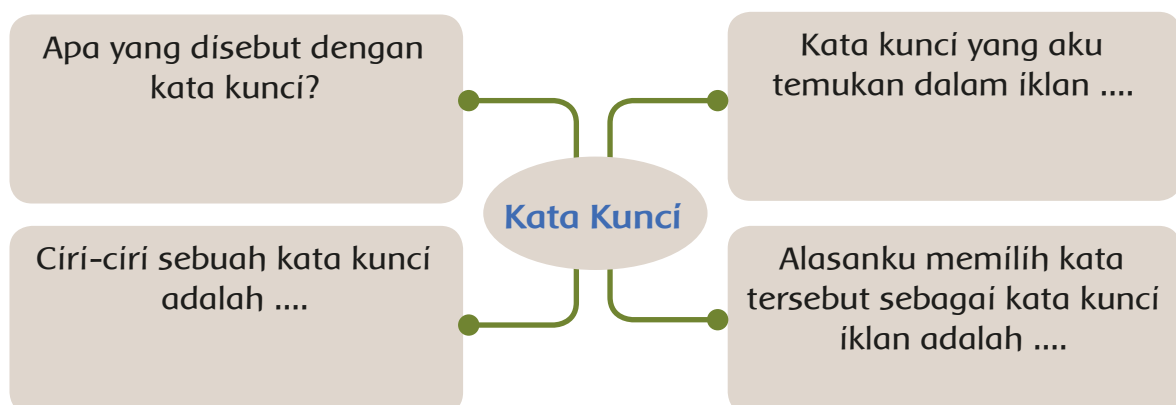 Apa yang disebut dengan
kata kunci?
Kata kunci yang aku
temukan dalam iklan ....
Kata Kunci
Ciri-ciri sebuah kata kunci
adalah ....
Alasanku memilih kata
tersebut sebagai kata kunci
iklan adalah ....